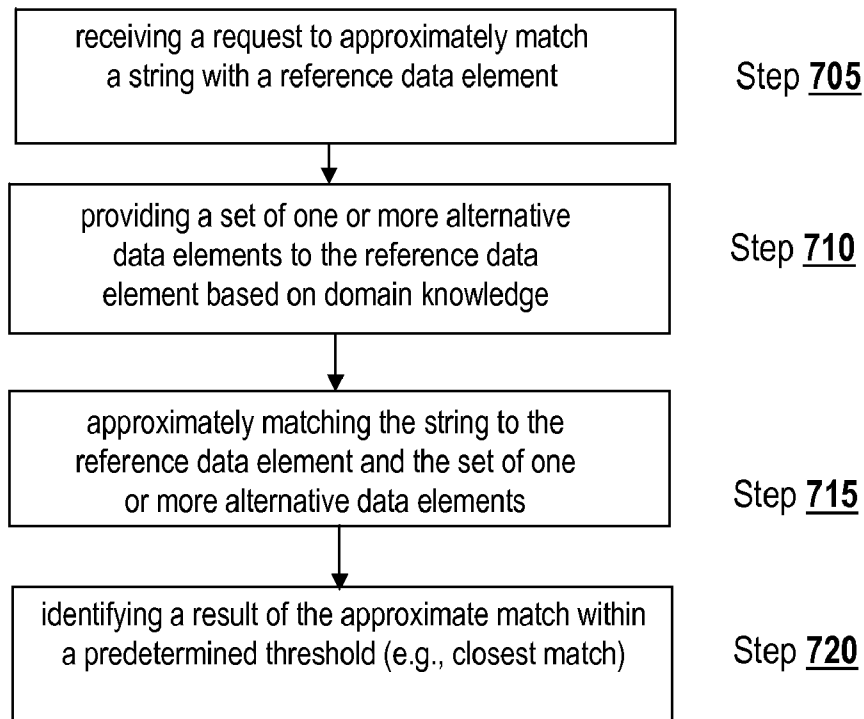 receiving a request to approximately match
a string with a reference data element
Step 705
providing a set of one or more alternative
data elements to the reference data
element based on domain knowledge
Step 710
approximately matching the string to the
reference data element and the set of one
or more alternative data elements
Step 715
identifying a result of the approximate match within
a predetermined threshold (e.g., closest match)
Step 720